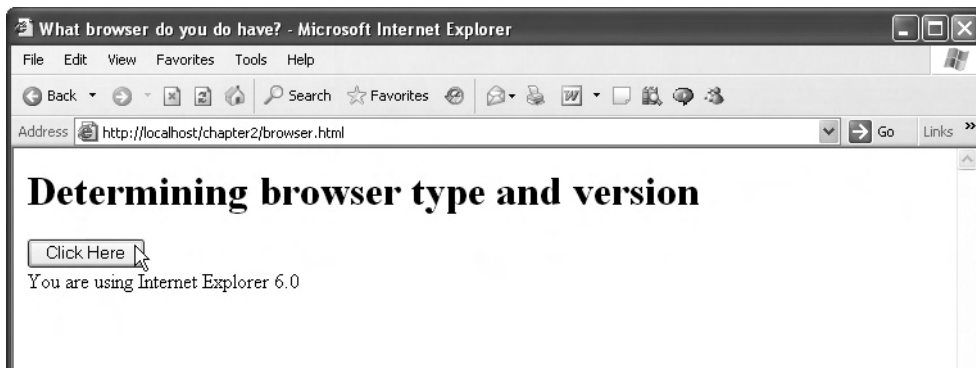 What browser do you do have? - Microsoft Internet Explorer
File Edit View Favorites Tools Help
Back Search Favorites W
Address http://localhost/chapter2/browser.html Go Links »
Determining browser type and version
Click Here
You are using Internet Explorer 6.0